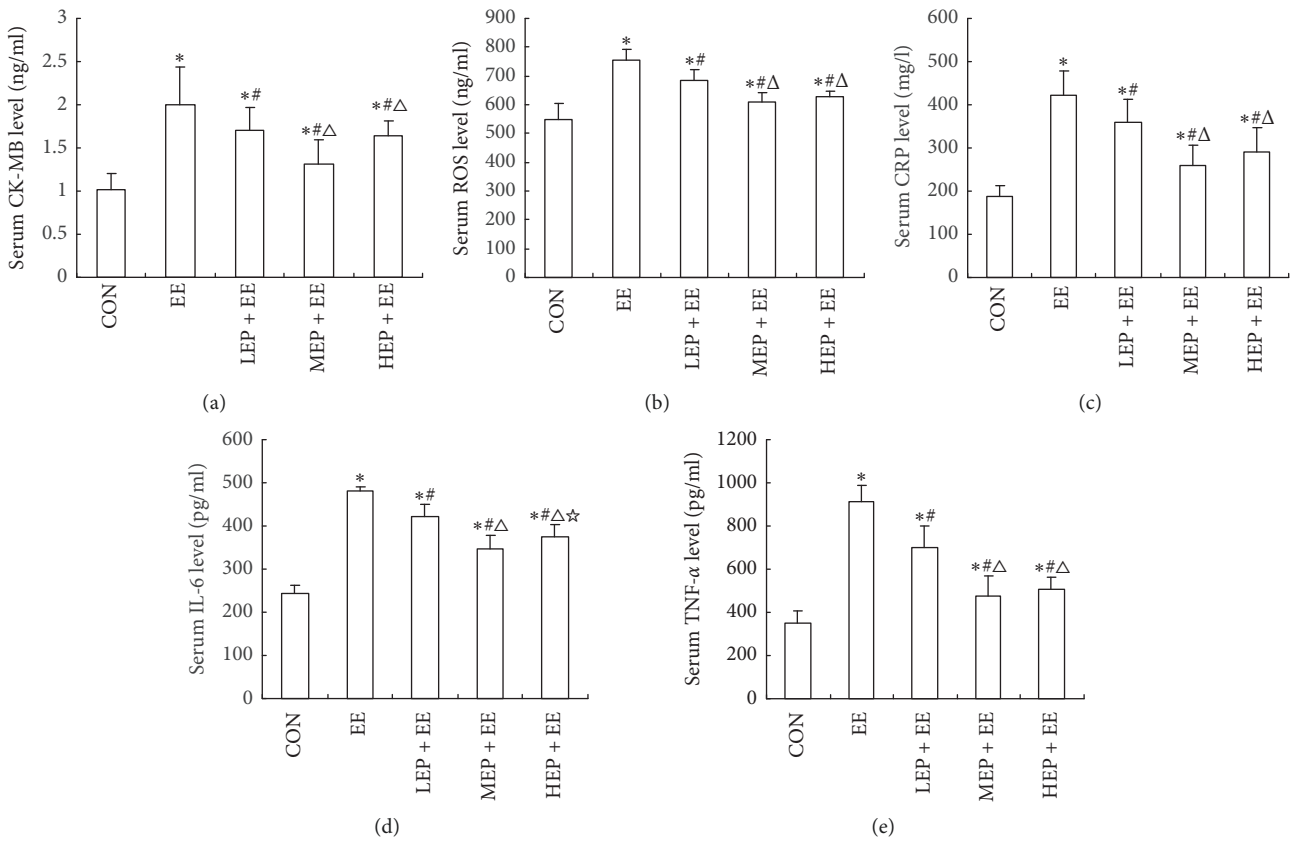 Serum CK-MB level (ng/ml)
3
2.5
2
1.5
1
0.5
0
*
*#
*#△
*#△
CON
EE
LEP + EE
MEP + EE
HEP + EE
(a)
Serum ROS level (ng/ml)
900
800
700
600
500
400
300
200
100
0
*
*#
*#Δ
*#Δ
CON
EE
LEP + EE
MEP + EE
HEP + EE
(b)
Serum CRP level (mg/l)
600
500
400
300
200
100
0
*
*#
*#Δ
*#Δ
CON
EE
LEP + EE
MEP + EE
HEP + EE
(c)
Serum IL-6 level (pg/ml)
600
500
400
300
200
100
0
*
*#
*#△
*#△☆
CON
EE
LEP + EE
MEP + EE
HEP + EE
(d)
Serum TNF-α level (pg/ml)
1200
1000
800
600
400
200
0
*
*#
*#△
*#△
CON
EE
LEP + EE
MEP + EE
HEP + EE
(e)